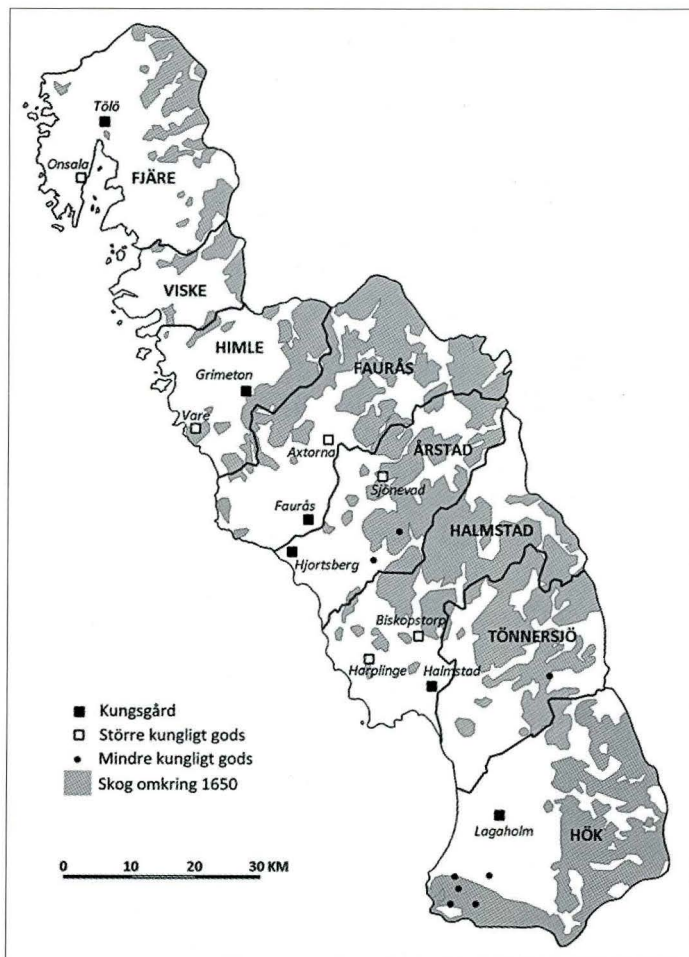 Tölö
Onsala
FJÄRE
VISKE
HIMLE
Grimeton
FAURÅS
Vare
Axtorna
ÅRSTAD
Sjönevad
Faurås
HALMSTAD
Hjortsberg
Biskopstorp
TÖNNERSJÖ
Harplinge
Halmstad
Kungsgård
Större kungligt gods
Mindre kungligt gods
Skog omkring 1650
Lagaholm
HÖK
0 10 20 30 KM